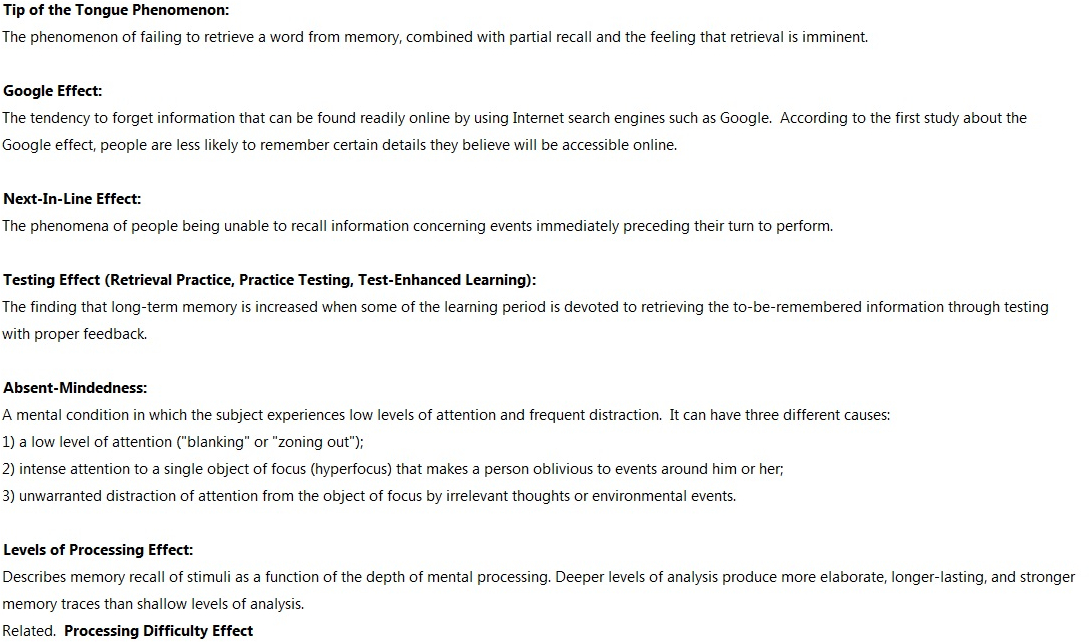 Tip of the Tongue Phenomenon:
The phenomenon of failing to retrieve a word from memory, combined with partial recall and the feeling that retrieval is imminent.
Google Effect:
The tendency to forget information that can be found readily online by using Internet search engines such as Google.  According to the first study about the
Google effect, people are less likely to remember certain details they believe will be accessible online.
Next-In-Line Effect:
The phenomena of people being unable to recall information concerning events immediately preceding their turn to perform.
Testing Effect (Retrieval Practice, Practice Testing, Test-Enhanced Learning):
The finding that long-term memory is increased when some of the learning period is devoted to retrieving the to-be-remembered information through testing
with proper feedback.
Absent-Mindedness:
A mental condition in which the subject experiences low levels of attention and frequent distraction.  It can have three different causes:
1) a low level of attention ("blanking" or "zoning out");
2) intense attention to a single object of focus (hyperfocus) that makes a person oblivious to events around him or her;
3) unwarranted distraction of attention from the object of focus by irrelevant thoughts or environmental events.
Levels of Processing Effect:
Describes memory recall of stimuli as a function of the depth of mental processing. Deeper levels of analysis produce more elaborate, longer-lasting, and stronger
memory traces than shallow levels of analysis.
Related.  Processing Difficulty Effect